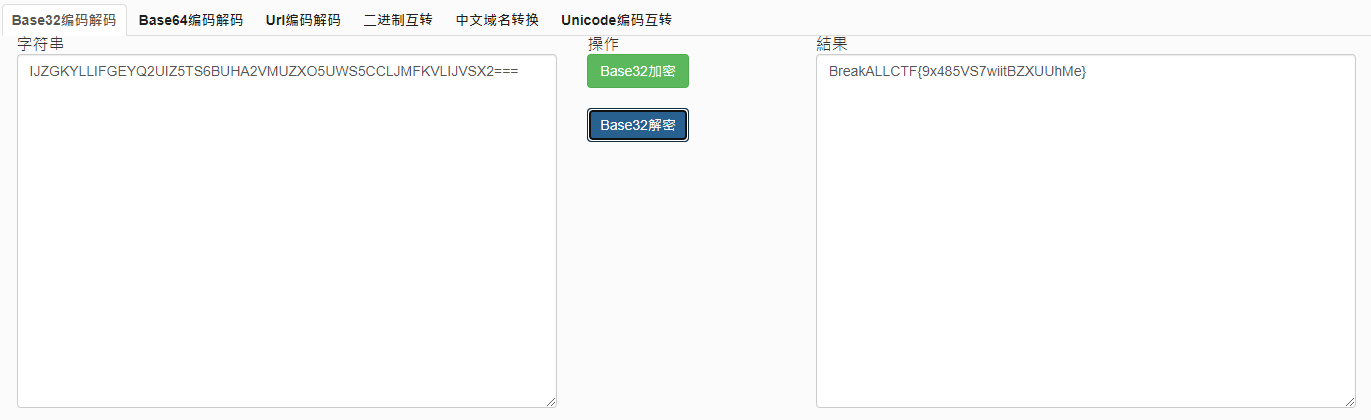 Base32编码解码 Base64编码解码 Url编码解码 二进制互转 中文域名转换 Unicode编码互转
字符串 操作 結果
IJZGKYLLIFGEYQ2UIZ5TS6BUHA2VMUZXO5UWS5CCLJMFKVLIJVSX2=== Base32加密 BreakALLCTF{9x485VS7wiitBZXUUhMe}
Base32解密